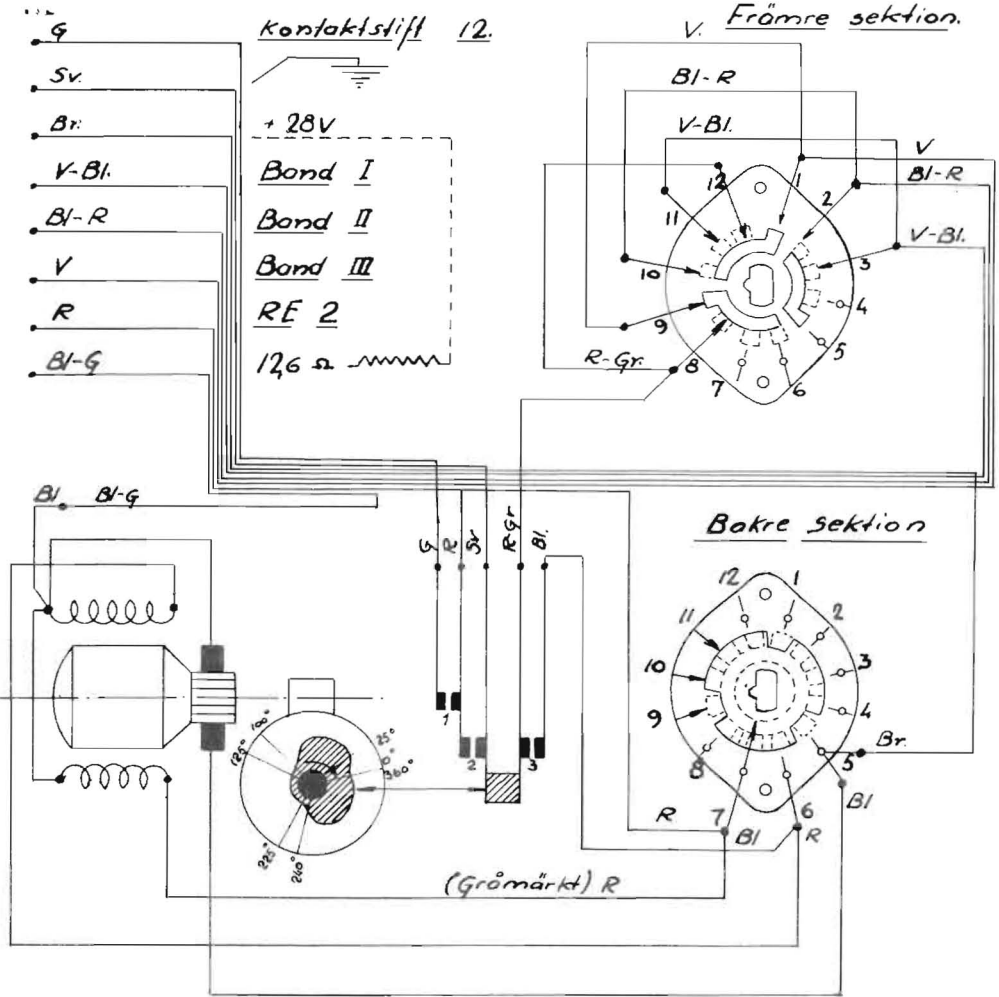 Kontaktstift 12.
Främre sektion.
G
Sv.
Br.
V-Bl.
Bl-R
V
R
Bl-G
+ 28V
Band I
Band II
Band III
RE 2
12,6 Ω
V.
Bl-R
V-Bl.
V
Bl-R
V-Bl.
R-Gr.
12
1
2
3
4
5
6
7
8
9
10
11
Bl
Bl-G
G
R
Sv
R-Gr
Bl.
1
2
3
Bakre sektion
12
1
2
3
4
5
6
7
8
9
10
11
Br.
Bl
R
Bl
R
100°
125°
25°
0°
360°
225°
240°
(Gråmärkt) R